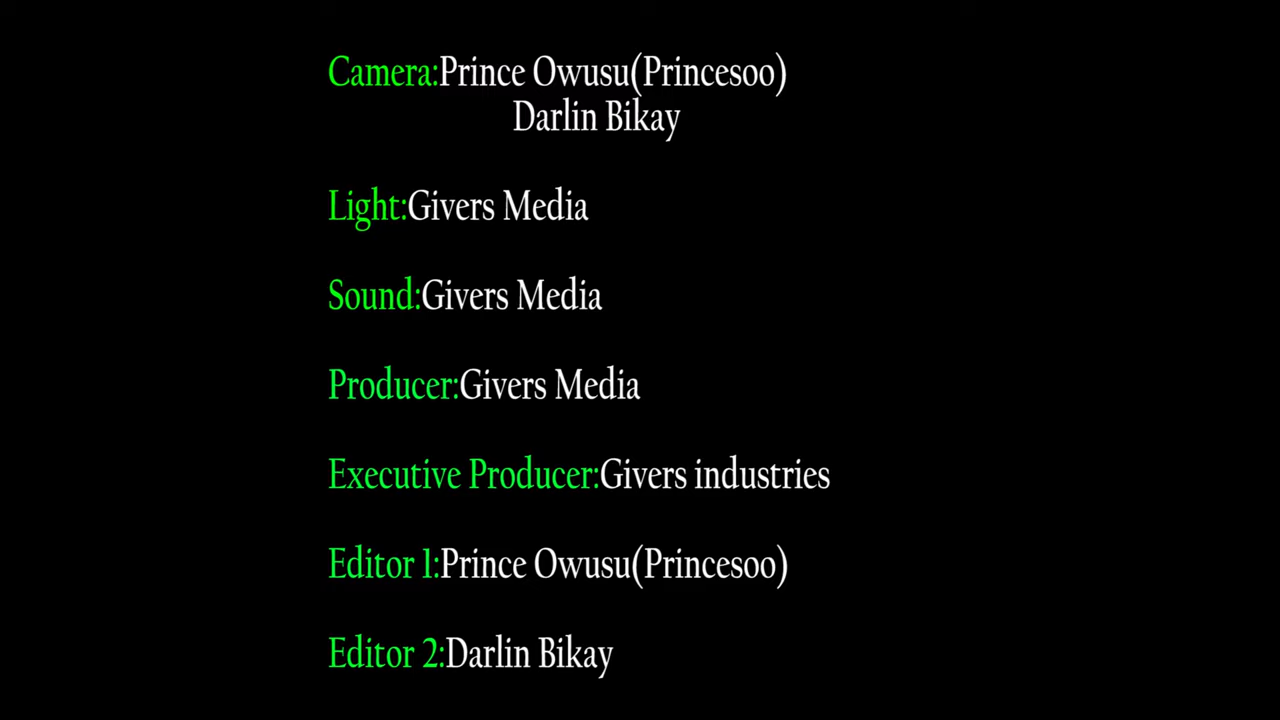 Camera:Prince Owusu(Princesoo)
Darlin Bikay
Light:Givers Media
Sound:Givers Media
Producer:Givers Media
Executive Producer:Givers industries
Editor 1:Prince Owusu(Princesoo)
Editor 2:Darlin Bikay